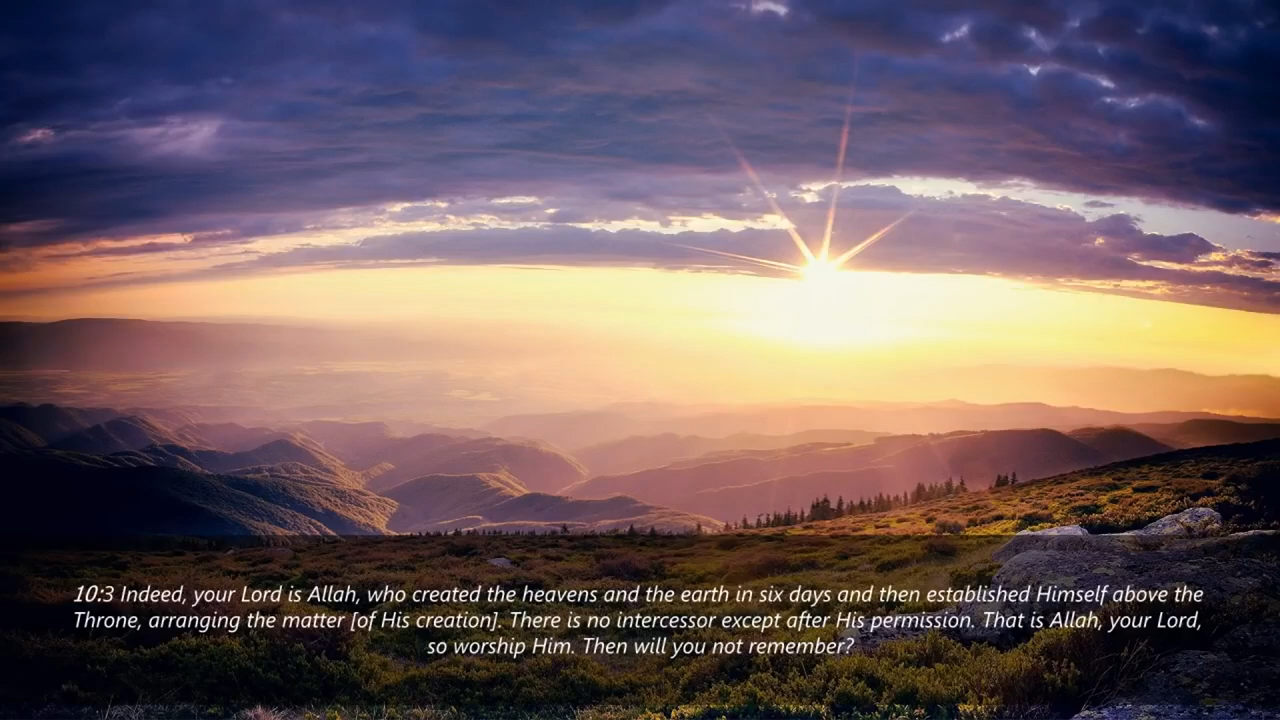 10:3 Indeed, your Lord is Allah, who created the heavens and the earth in six days and then established Himself above the
Throne, arranging the matter [of His creation]. There is no intercessor except after His permission. That is Allah, your Lord,
so worship Him. Then will you not remember?